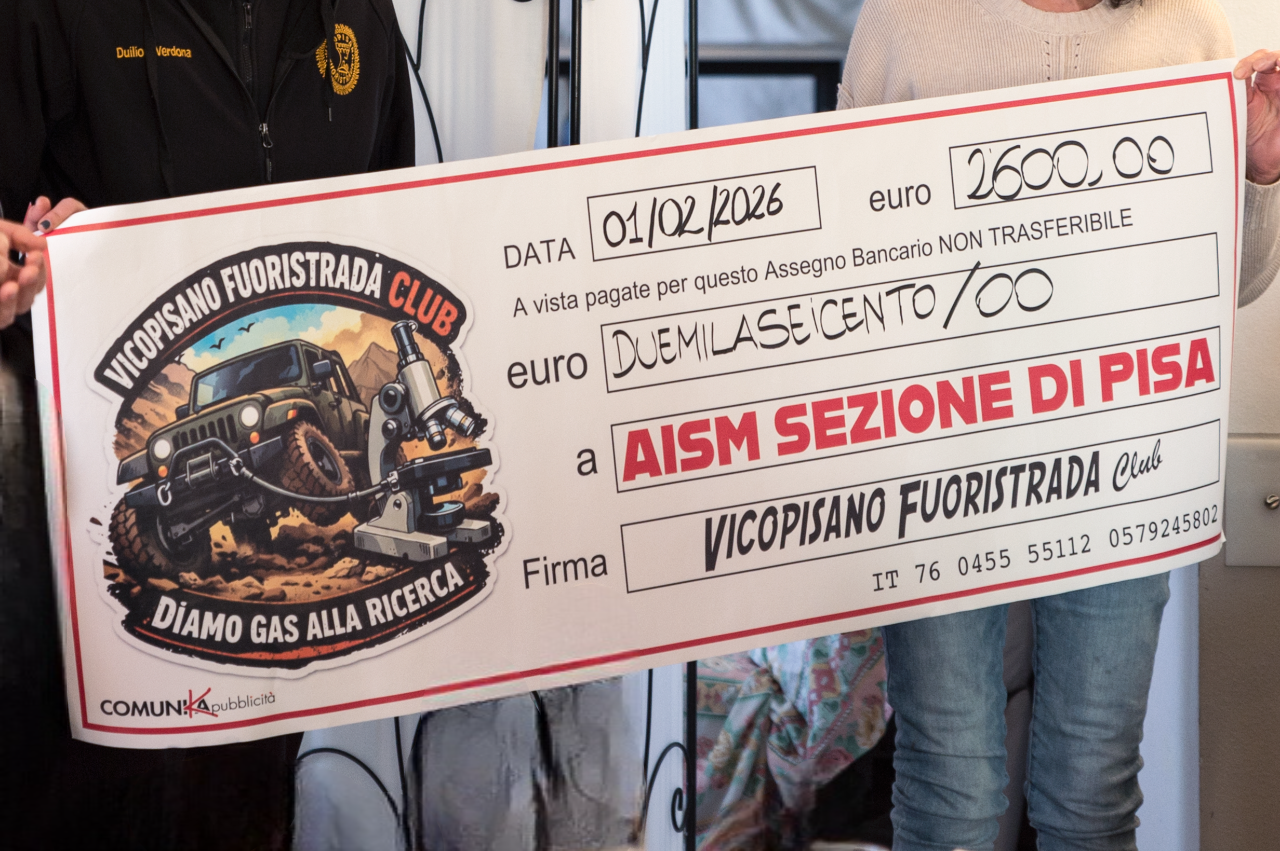 Duilio Verdona
DATA 01/02/2026 euro 2600,00
A vista pagate per questo Assegno Bancario NON TRASFERIBILE
euro DUEMILASEICENTO/00
a AISM SEZIONE DI PISA
Firma VICOPISANO FUORISTRADA Club
IT 76 0455 55112 0579245802
VICOPISANO FUORISTRADA CLUB
DIAMO GAS ALLA RICERCA
COMUNIKA pubblicità